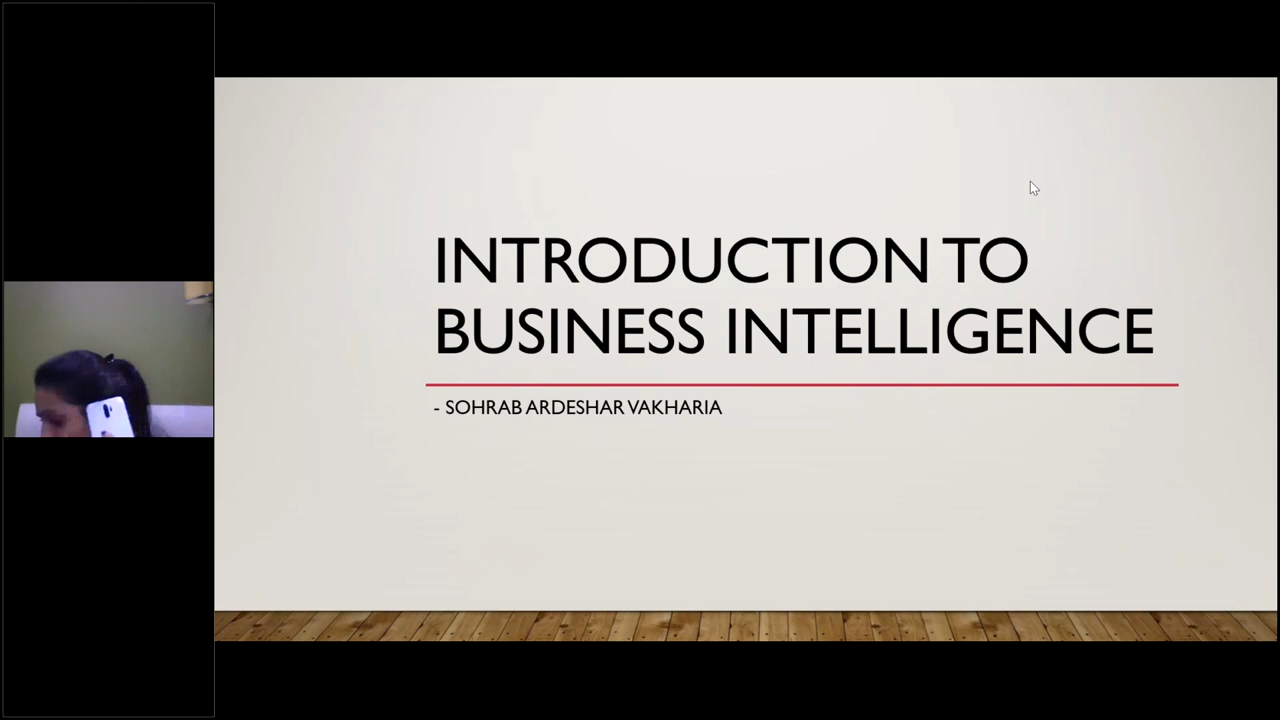 INTRODUCTION TO
BUSINESS INTELLIGENCE
- SOHRAB ARDESHAR VAKHARIA